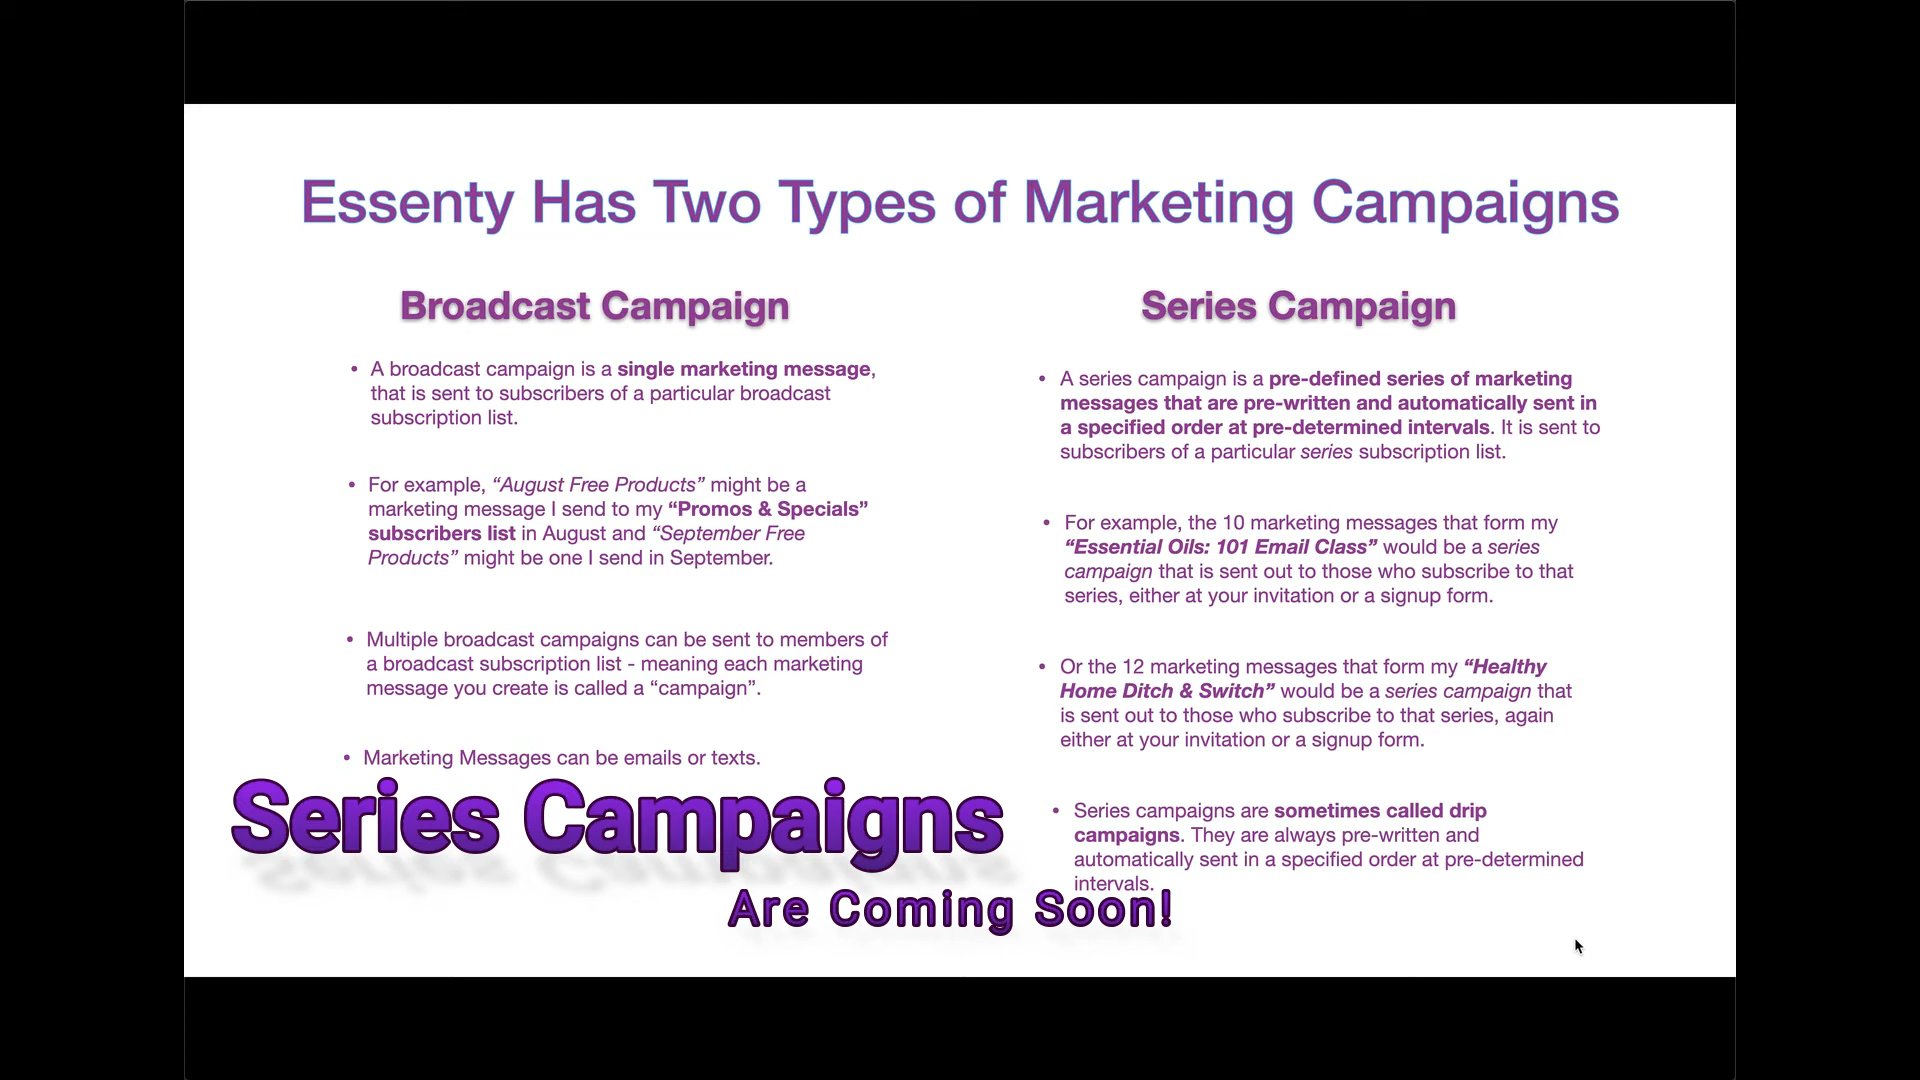 Essenty Has Two Types of Marketing Campaigns
Broadcast Campaign
• A broadcast campaign is a single marketing message,
that is sent to subscribers of a particular broadcast
subscription list.
• For example, “August Free Products” might be a
marketing message I send to my “Promos & Specials”
subscribers list in August and “September Free
Products” might be one I send in September.
• Multiple broadcast campaigns can be sent to members of
a broadcast subscription list - meaning each marketing
message you create is called a “campaign”.
• Marketing Messages can be emails or texts.
Series Campaign
• A series campaign is a pre-defined series of marketing
messages that are pre-written and automatically sent in
a specified order at pre-determined intervals. It is sent to
subscribers of a particular series subscription list.
• For example, the 10 marketing messages that form my
“Essential Oils: 101 Email Class” would be a series
campaign that is sent out to those who subscribe to that
series, either at your invitation or a signup form.
• Or the 12 marketing messages that form my “Healthy
Home Ditch & Switch” would be a series campaign that
is sent out to those who subscribe to that series, again
either at your invitation or a signup form.
• Series campaigns are sometimes called drip
campaigns. They are always pre-written and
automatically sent in a specified order at pre-determined
intervals.
Series Campaigns
Are Coming Soon!